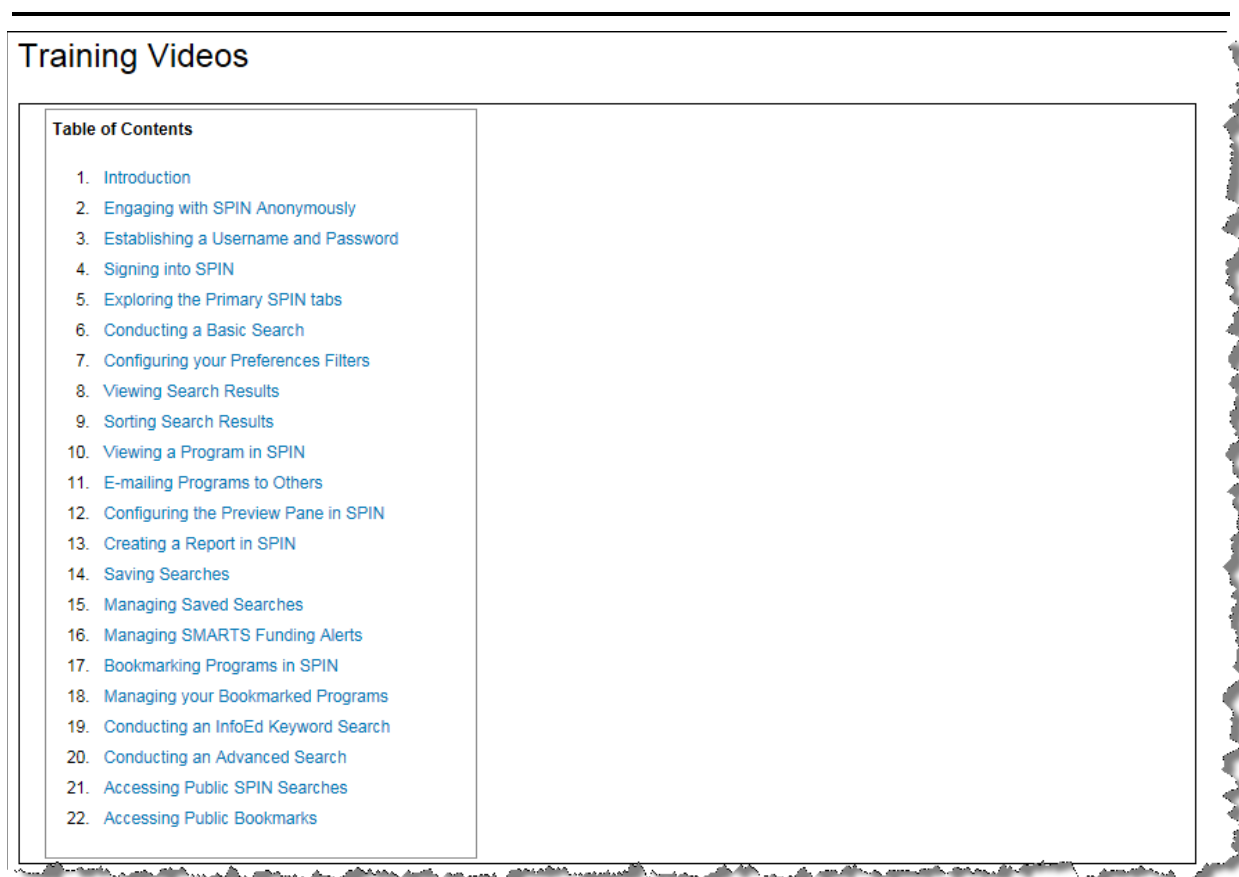 Training Videos
Table of Contents
1. Introduction
2. Engaging with SPIN Anonymously
3. Establishing a Username and Password
4. Signing into SPIN
5. Exploring the Primary SPIN tabs
6. Conducting a Basic Search
7. Configuring your Preferences Filters
8. Viewing Search Results
9. Sorting Search Results
10. Viewing a Program in SPIN
11. E-mailing Programs to Others
12. Configuring the Preview Pane in SPIN
13. Creating a Report in SPIN
14. Saving Searches
15. Managing Saved Searches
16. Managing SMARTS Funding Alerts
17. Bookmarking Programs in SPIN
18. Managing your Bookmarked Programs
19. Conducting an InfoEd Keyword Search
20. Conducting an Advanced Search
21. Accessing Public SPIN Searches
22. Accessing Public Bookmarks